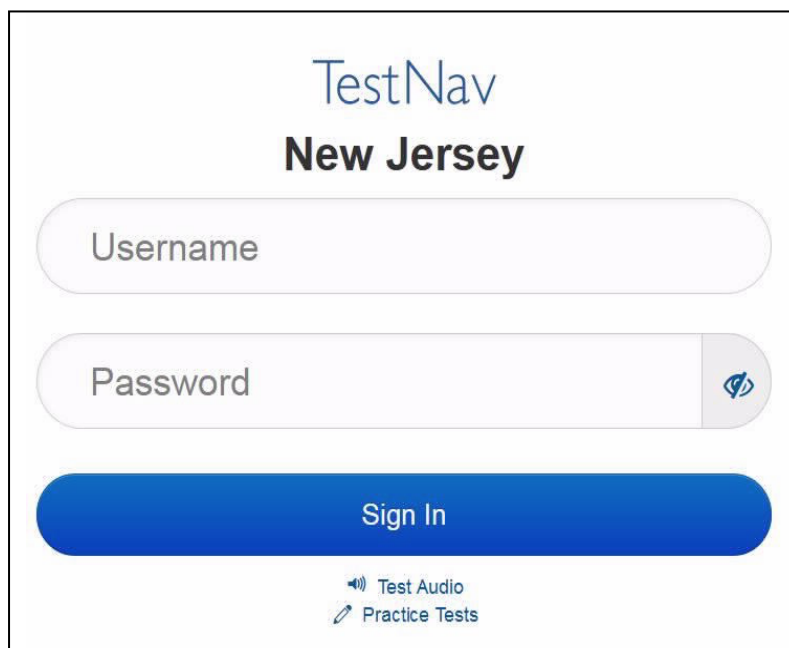 TestNav
New Jersey
Username
Password
Sign In
Test Audio
Practice Tests